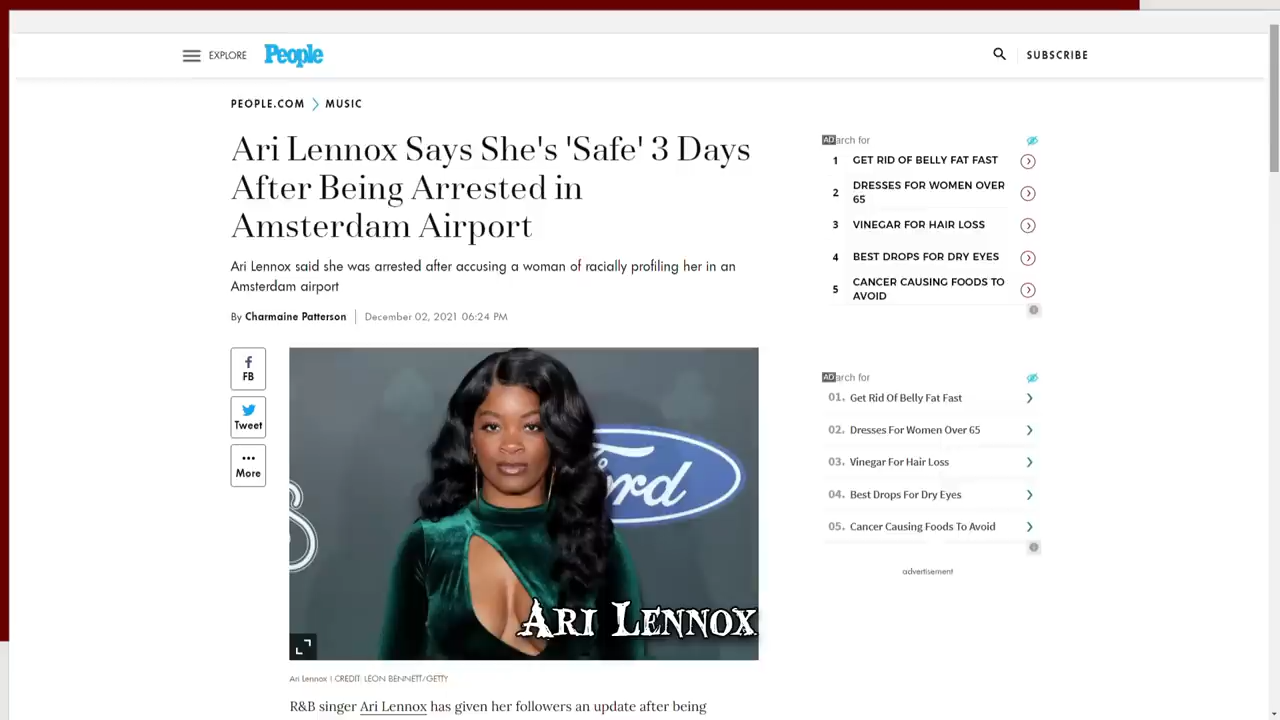 EXPLORE
People
SUBSCRIBE
PEOPLE.COM
MUSIC
Ari Lennox Says She's 'Safe' 3 Days
After Being Arrested in
Amsterdam Airport
Ari Lennox said she was arrested after accusing a woman of racially profiling her in an
Amsterdam airport
By Charmaine Patterson
December 02, 2021 06:24 PM
FB
Tweet
More
Ford
ARI LENNOX
Ari Lennox | CREDIT: LEON BENNETT/GETTY
R&B singer Ari Lennox has given her followers an update after being
AD arch for
1 GET RID OF BELLY FAT FAST
2 DRESSES FOR WOMEN OVER
65
3 VINEGAR FOR HAIR LOSS
4 BEST DROPS FOR DRY EYES
5 CANCER CAUSING FOODS TO
AVOID
AD arch for
01. Get Rid Of Belly Fat Fast
02. Dresses For Women Over 65
03. Vinegar For Hair Loss
04. Best Drops For Dry Eyes
05. Cancer Causing Foods To Avoid
advertisement